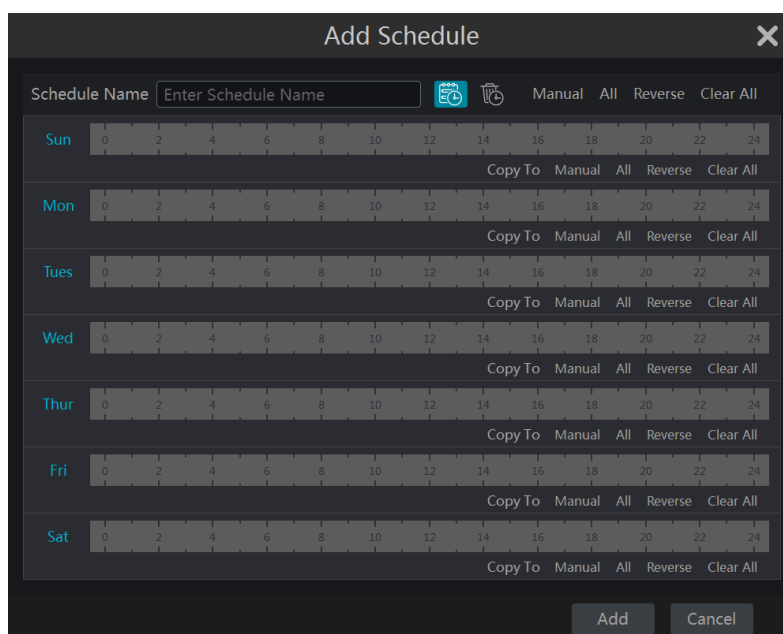 Add Schedule
Schedule Name Enter Schedule Name Manual All Reverse Clear All
Sun 0 2 4 6 8 10 12 14 16 18 20 22 24
Copy To Manual All Reverse Clear All
Mon 0 2 4 6 8 10 12 14 16 18 20 22 24
Copy To Manual All Reverse Clear All
Tues 0 2 4 6 8 10 12 14 16 18 20 22 24
Copy To Manual All Reverse Clear All
Wed 0 2 4 6 8 10 12 14 16 18 20 22 24
Copy To Manual All Reverse Clear All
Thur 0 2 4 6 8 10 12 14 16 18 20 22 24
Copy To Manual All Reverse Clear All
Fri 0 2 4 6 8 10 12 14 16 18 20 22 24
Copy To Manual All Reverse Clear All
Sat 0 2 4 6 8 10 12 14 16 18 20 22 24
Copy To Manual All Reverse Clear All
Add Cancel